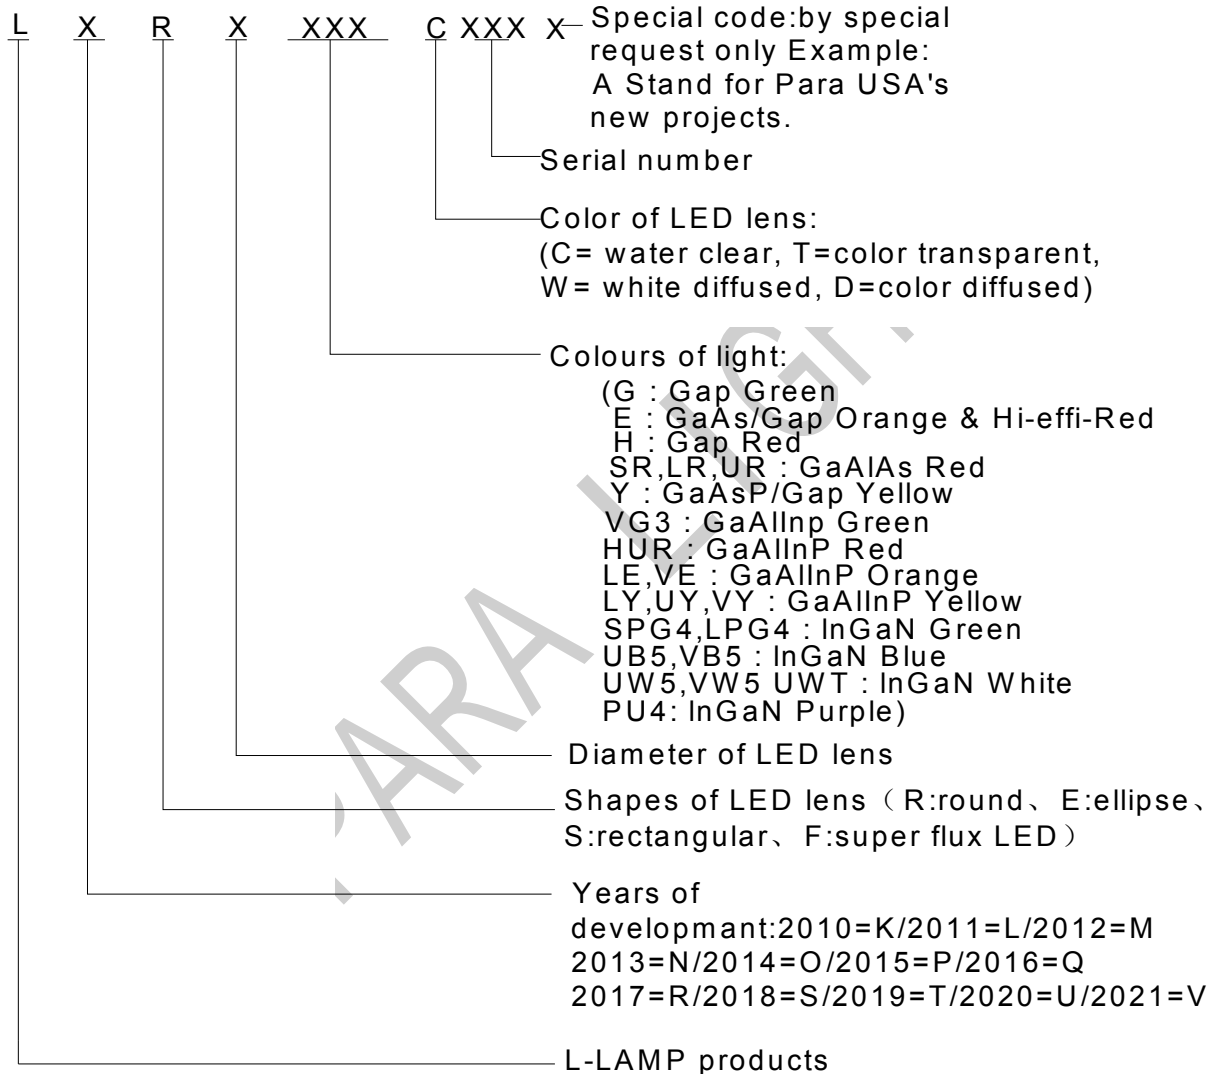 L X R X XXX C XXX X
Special code:by special
request only Example:
A Stand for Para USA's
new projects.
Serial number
Color of LED lens:
(C= water clear, T=color transparent,
W= white diffused, D=color diffused)
Colours of light:
(G : Gap Green
E : GaAs/Gap Orange & Hi-effi-Red
H : Gap Red
SR,LR,UR : GaAlAs Red
Y : GaAsP/Gap Yellow
VG3 : GaAlInp Green
HUR : GaAlInP Red
LE,VE : GaAlInP Orange
LY,UY,VY : GaAlInP Yellow
SPG4,LPG4 : InGaN Green
UB5,VB5 : InGaN Blue
UW5,VW5 UWT : InGaN White
PU4: InGaN Purple)
Diameter of LED lens
Shapes of LED lens（R:round、E:ellipse、
S:rectangular、F:super flux LED）
Years of
developmant:2010=K/2011=L/2012=M
2013=N/2014=O/2015=P/2016=Q
2017=R/2018=S/2019=T/2020=U/2021=V
L-LAMP products
PARA LIGH